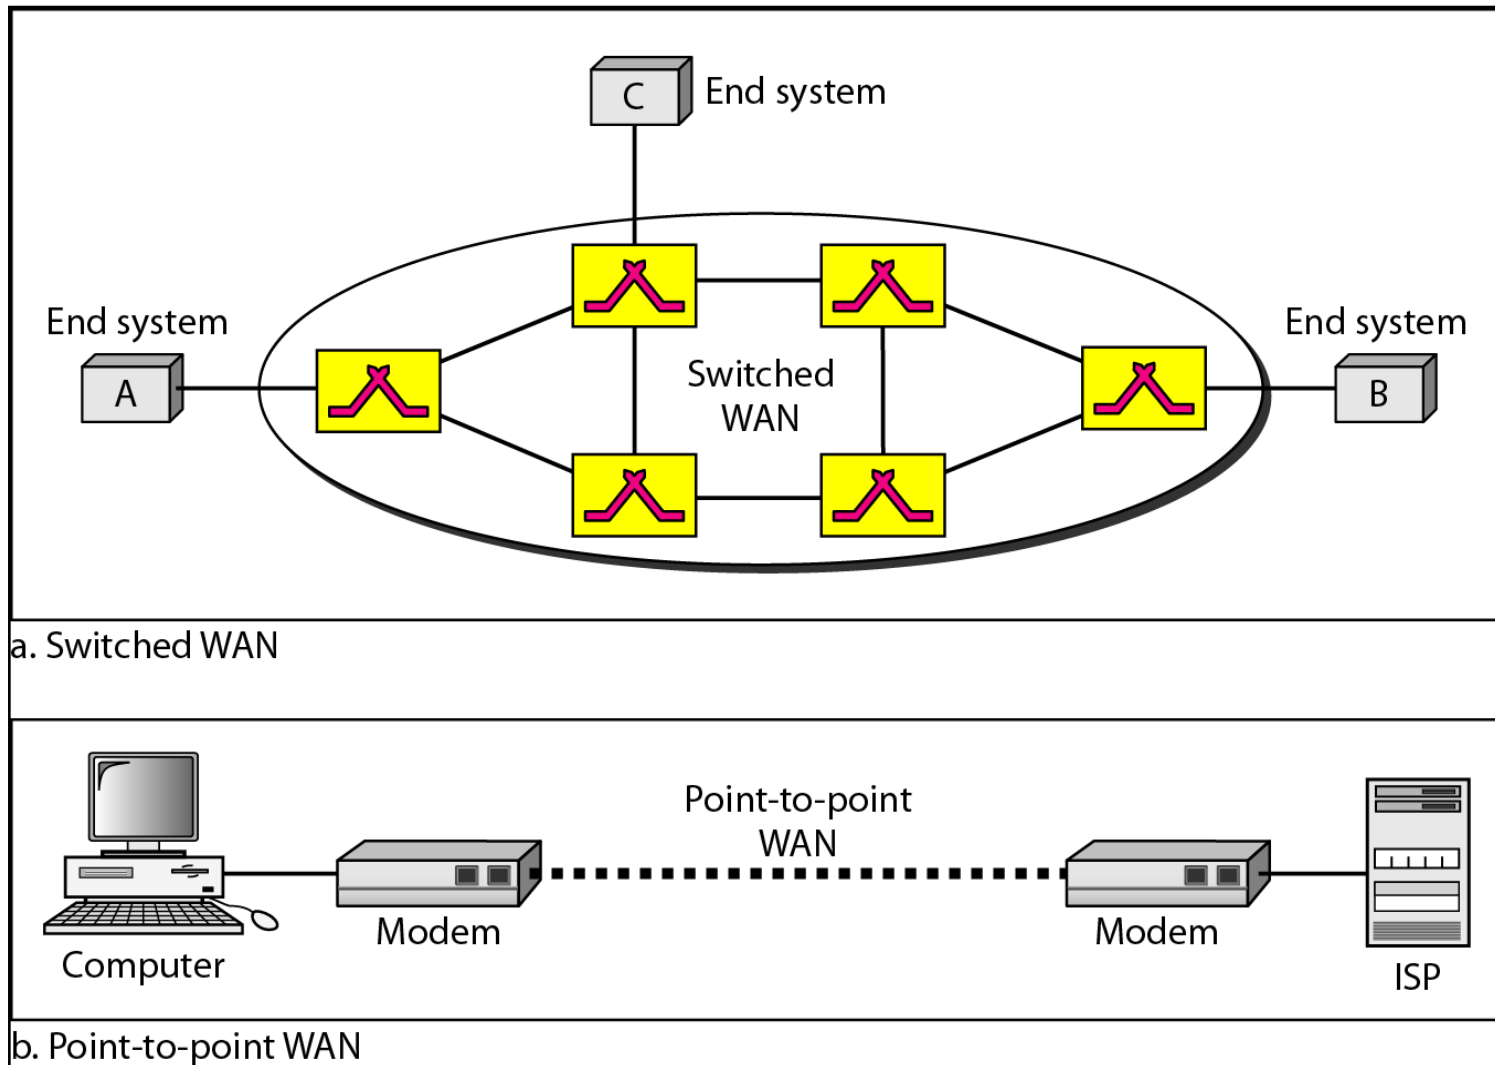 C
End system
End system
A
Switched
WAN
End system
B
a. Switched WAN
Point-to-point
WAN
Computer
Modem
Modem
ISP
b. Point-to-point WAN